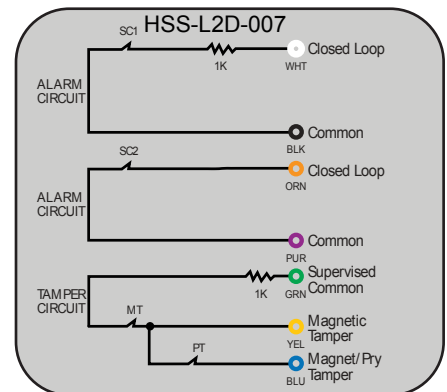 HSS-L2D-007
SC1
1K
WHT
Closed Loop
ALARM
CIRCUIT
Common
BLK
SC2
Closed Loop
ORN
ALARM
CIRCUIT
Common
PUR
Supervised
Common
1K
GRN
TAMPER
CIRCUIT
MT
Magnetic
Tamper
YEL
PT
Magnet/Pry
Tamper
BLU